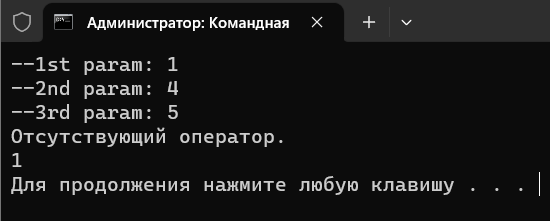 Администратор: Командная
--1st param: 1
--2nd param: 4
--3rd param: 5
Отсутствующий оператор.
1
Для продолжения нажмите любую клавишу . . .